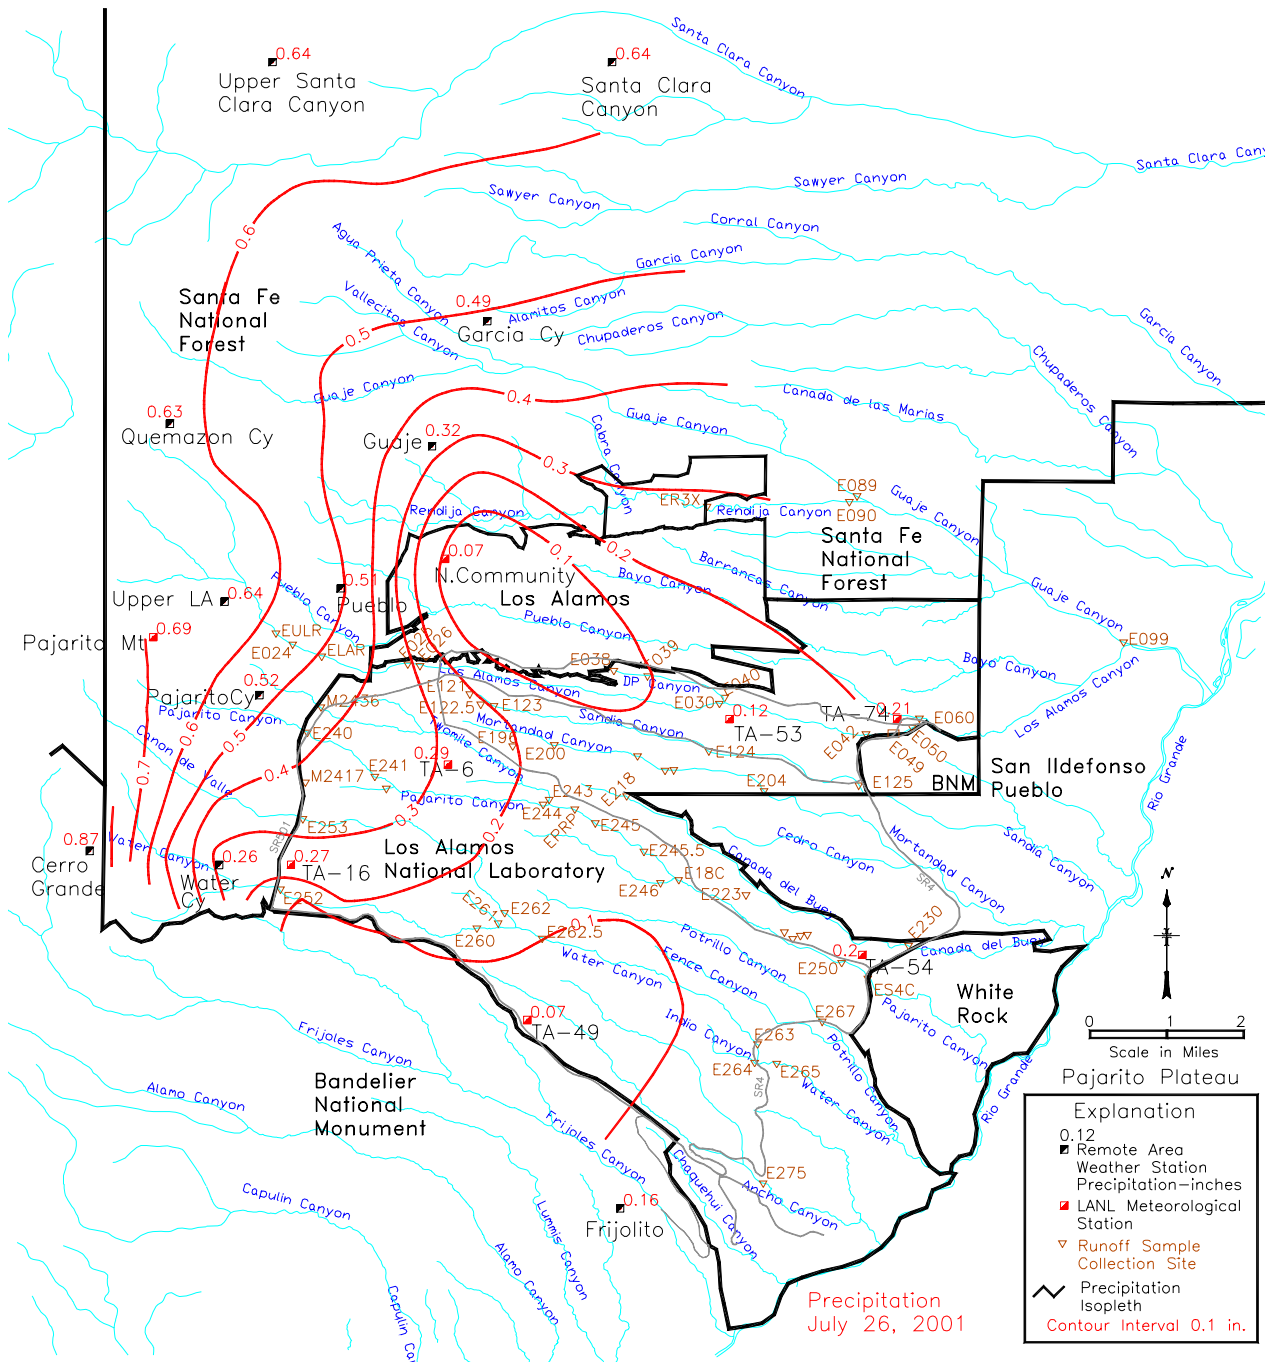 Santa Clara Canyon
0.64
Upper Santa
Clara Canyon
0.64
Santa Clara
Canyon
Santa Clara Cany
Sawyer Canyon
Sawyer Canyon
Corral Canyon
0.6
Agua Prieta Canyon
Garcia Canyon
Santa Fe
National
Forest
Vallecitos Canyon
0.49
Garcia Cy
Alamitos Canyon
Chupaderos Canyon
Garcia Canyon
0.5
Chupaderos Canyon
Guaje Canyon
0.4
Canada de las Marias
0.63
Quemazon Cy
Guaje
0.32
Cabra Canyon
Guaje Canyon
0.3
ER3X
E089
E090
Guaje Canyon
Rendija Canyon
Rendija Canyon
Santa Fe
National
Forest
0.2
0.1
0.07
N.Community
Los Alamos
Bayo Canyon
Barrancas Canyon
Guaje Canyon
0.51
Pueblo
Pueblo Canyon
Upper LA
0.64
Pueblo Canyon
Pajarito Mt
0.69
EULR
E024
ELAR
E025
E026
E038
E039
E099
Bayo Canyon
Los Alamos Canyon
Los Alamos Canyon
DP Canyon
E040
E030
0.52
PajaritoCy
Pajarito Canyon
M2436
E121
E122.5
E123
Sandia Canyon
0.12
TA-53
TA-74
0.21
E060
E050
E049
E042
E240
Mortandad Canyon
E196
E200
Twomile Canyon
E124
Canon de Valle
0.7
0.6
0.5
0.4
0.29
TA-6
M2417
E241
Pajarito Canyon
E243
E244
EPRP
E218
E204
E125
BNM
San Ildefonso
Pueblo
Rio Grande
0.3
0.2
E245
E253
SR501
0.87
Cerro
Grande
Water Canyon
0.26
Water
Cy
0.27
TA-16
Los Alamos
National Laboratory
E245.5
Cedro Canyon
Canada del Buey
Mortandad Canyon
Sandia Canyon
SR4
E246
E18C
E223
E252
E261
E262
E260
E262.5
0.1
E230
Canada del Buey
Potrillo Canyon
0.2
TA-54
E250
Water Canyon
Fence Canyon
ES4C
White
Rock
Pajarito Canyon
Indio Canyon
E267
E263
E264
E265
Potrillo Canyon
Water Canyon
SR4
Rio Grande
0.07
TA-49
Frijoles Canyon
Alamo Canyon
Bandelier
National
Monument
Frijoles Canyon
Chaquehui Canyon
E275
Ancho Canyon
0.16
Frijolito
Capulin Canyon
Lummis Canyon
Alamo Canyon
Capulin Ca
Precipitation
July 26, 2001
N
0 1 2
Scale in Miles
Pajarito Plateau
Explanation
0.12
Remote Area
Weather Station
Precipitation-inches
LANL Meteorological
Station
Runoff Sample
Collection Site
Precipitation
Isopleth
Contour Interval 0.1 in.